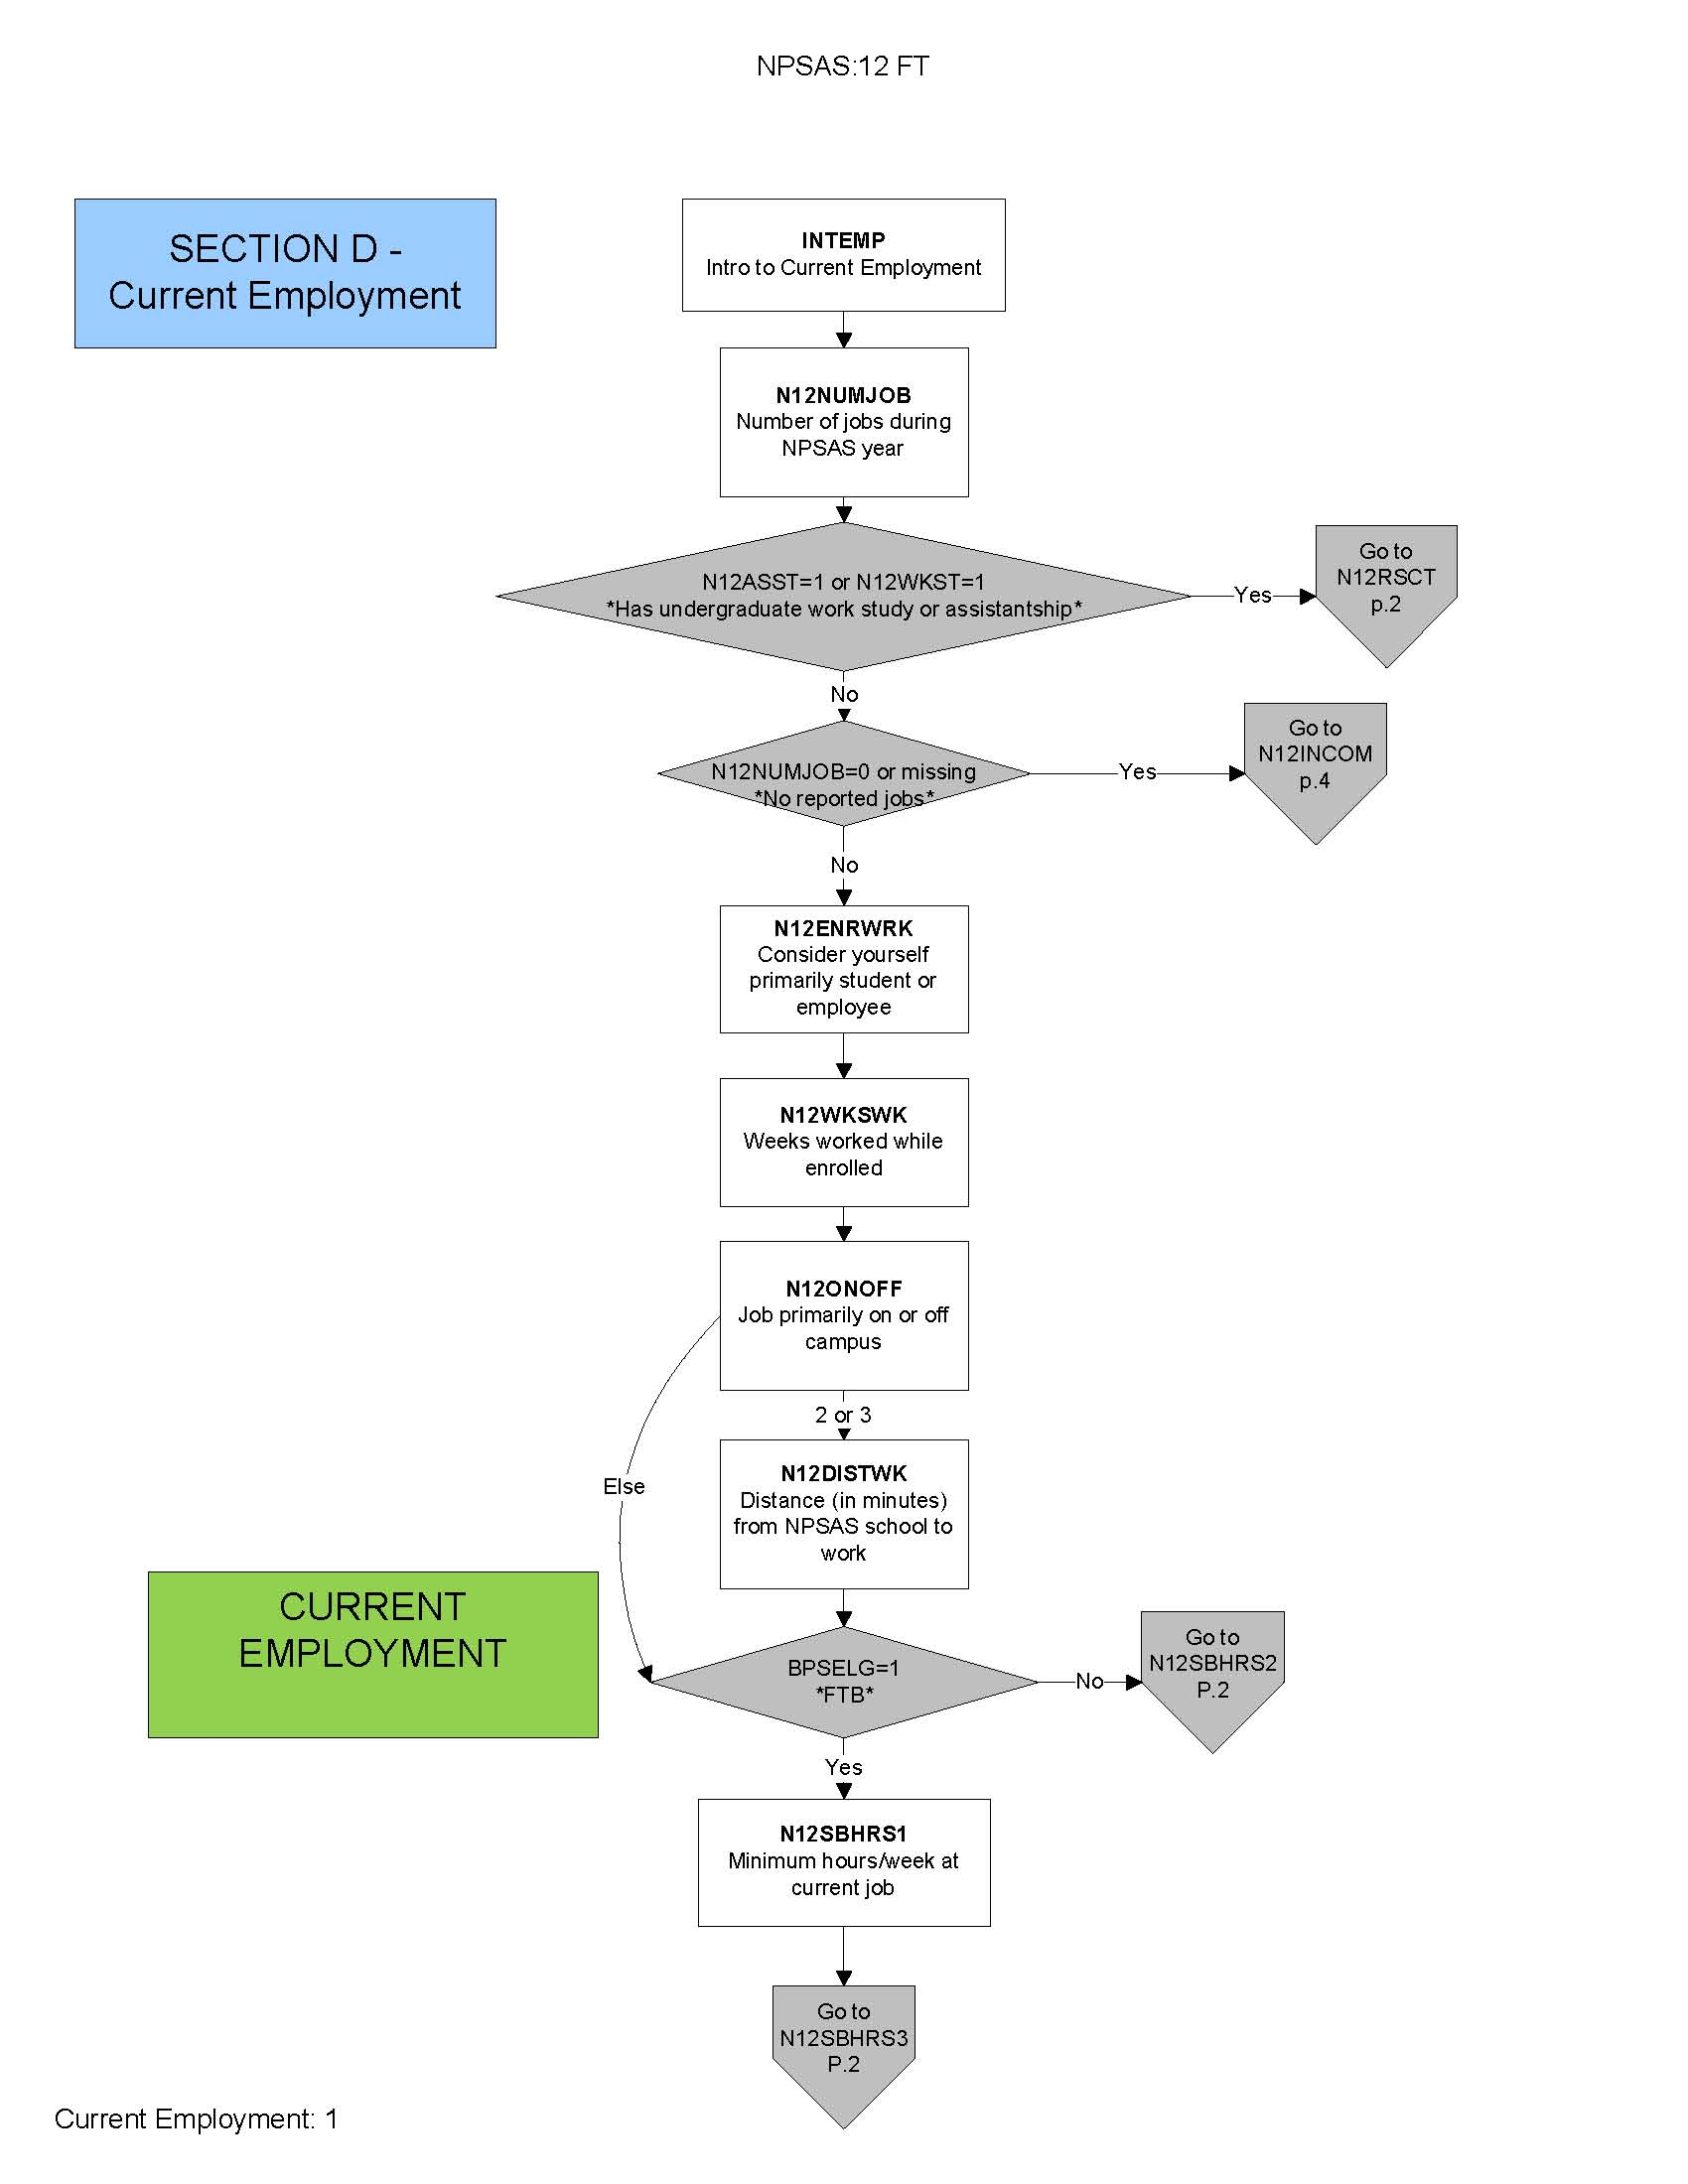 NPSAS:12 FT
SECTION D -
Current Employment
INTEMP
Intro to Current Employment
N12NUMJOB
Number of jobs during
NPSAS year
N12ASST=1 or N12WKST=1
*Has undergraduate work study or assistantship*
Yes
Go to
N12RSCT
p.2
No
N12NUMJOB=0 or missing
*No reported jobs*
Yes
Go to
N12INCOM
p.4
No
N12ENRWRK
Consider yourself
primarily student or
employee
N12WKSWK
Weeks worked while
enrolled
N12ONOFF
Job primarily on or off
campus
2 or 3
Else
N12DISTWK
Distance (in minutes)
from NPSAS school to
work
CURRENT
EMPLOYMENT
BPSELG=1
*FTB*
No
Go to
N12SBHRS2
P.2
Yes
N12SBHRS1
Minimum hours/week at
current job
Go to
N12SBHRS3
P.2
Current Employment: 1